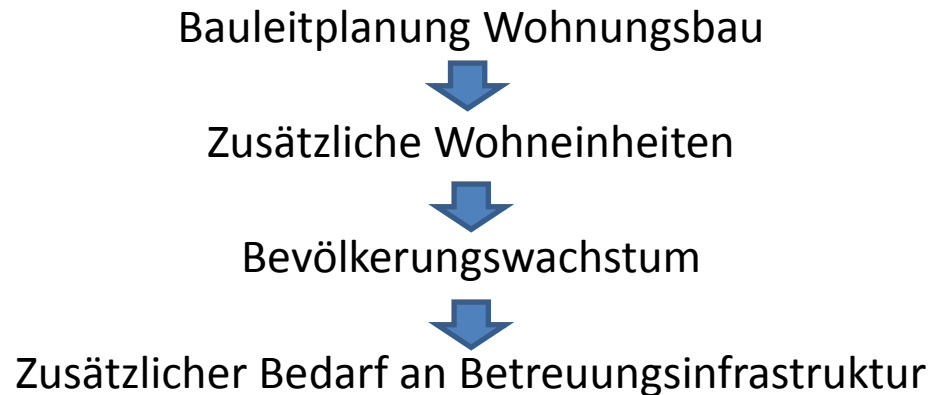 Bauleitplanung Wohnungsbau
Zusätzliche Wohneinheiten
Bevölkerungswachstum
Zusätzlicher Bedarf an Betreuungsinfrastruktur